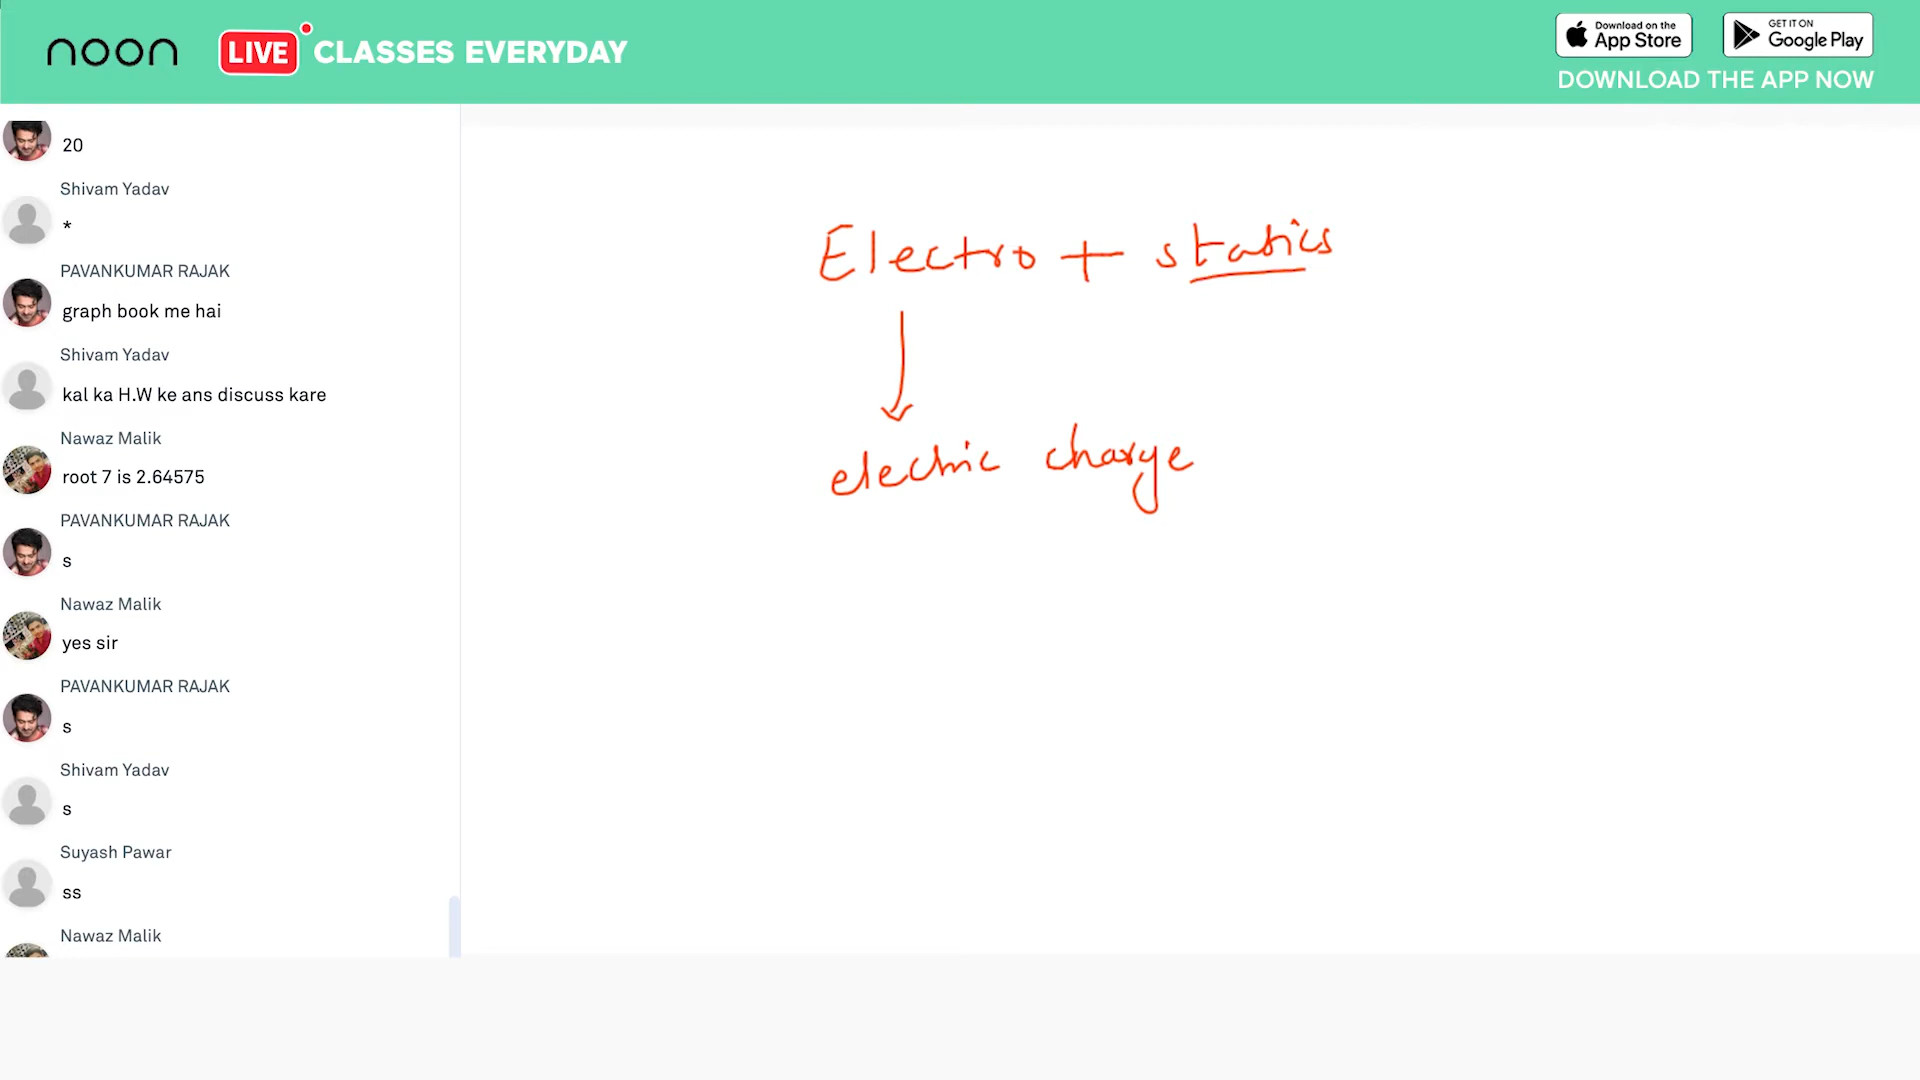 noon LIVE CLASSES EVERYDAY
Download on the App Store
GET IT ON Google Play
DOWNLOAD THE APP NOW
20
Shivam Yadav
*
PAVANKUMAR RAJAK
graph book me hai
Shivam Yadav
kal ka H.W ke ans discuss kare
Nawaz Malik
root 7 is 2.64575
PAVANKUMAR RAJAK
s
Nawaz Malik
yes sir
PAVANKUMAR RAJAK
s
Shivam Yadav
s
Suyash Pawar
ss
Nawaz Malik
Electro + statics
electric charge